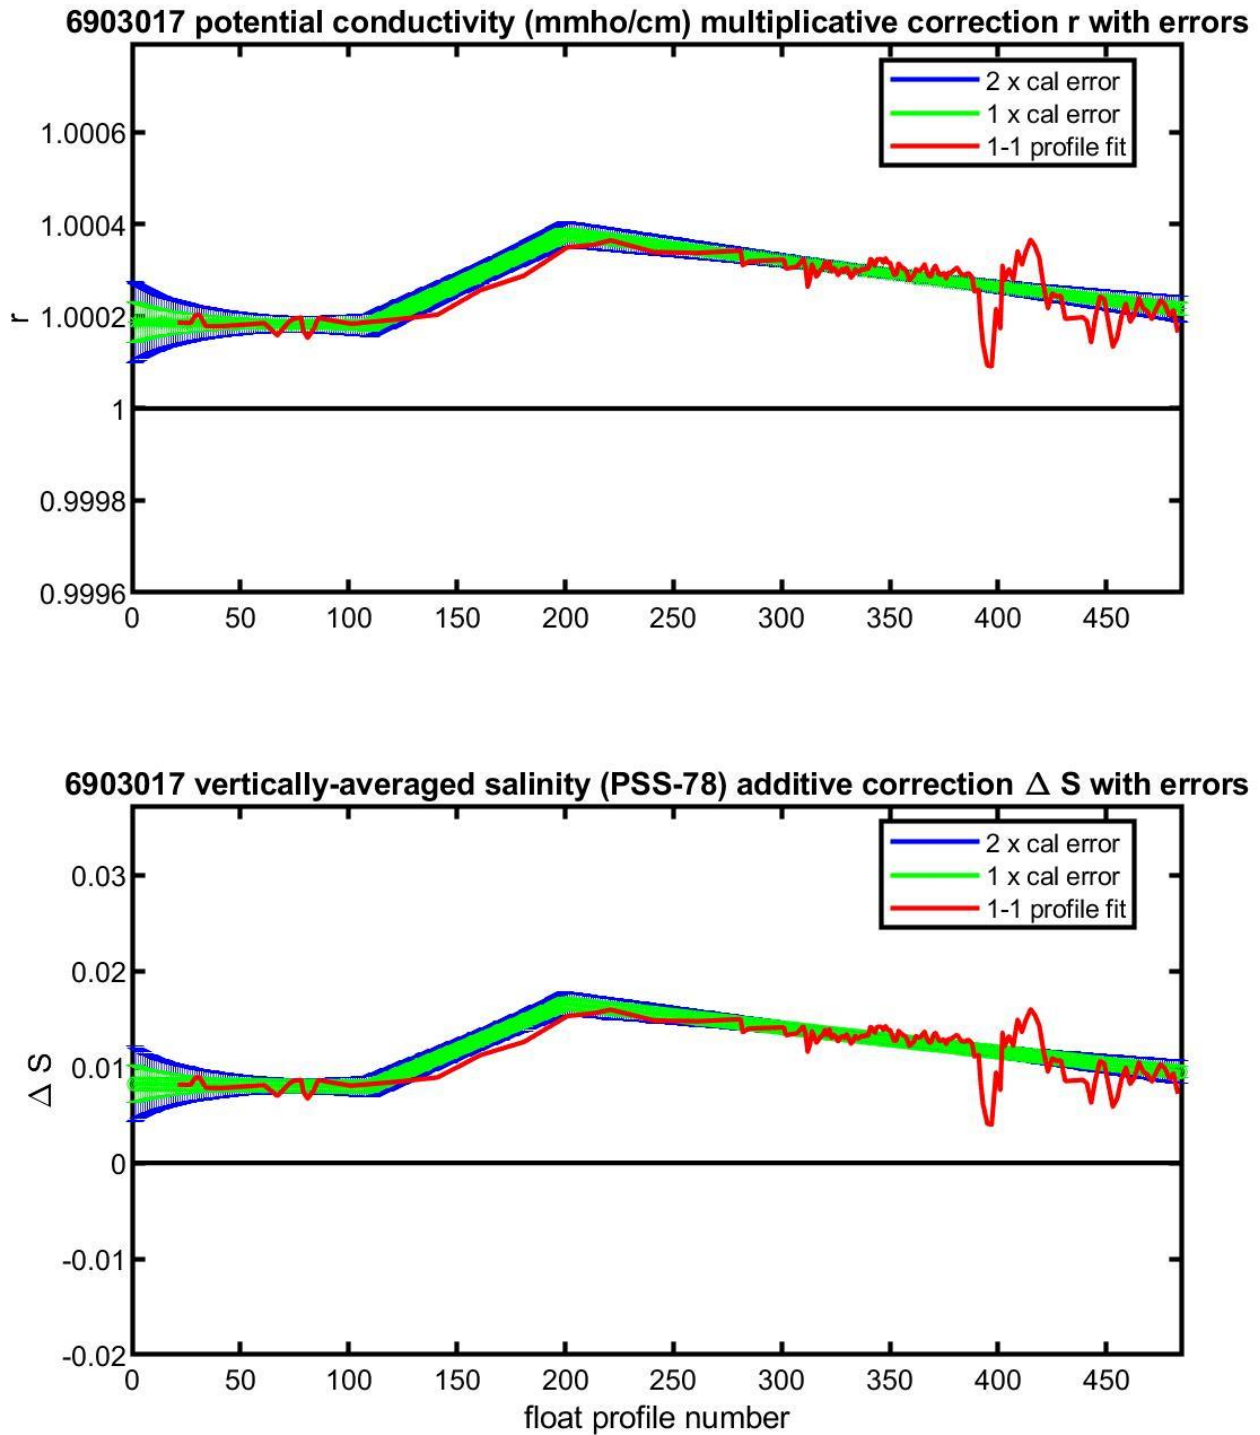 6903017 potential conductivity (mmho/cm) multiplicative correction r with errors
2 x cal error
1 x cal error
1-1 profile fit
1.0006
1.0004
1.0002
1
0.9998
0.9996
r
0 50 100 150 200 250 300 350 400 450
6903017 vertically-averaged salinity (PSS-78) additive correction Δ S with errors
2 x cal error
1 x cal error
1-1 profile fit
0.03
0.02
0.01
0
-0.01
-0.02
Δ S
0 50 100 150 200 250 300 350 400 450
float profile number